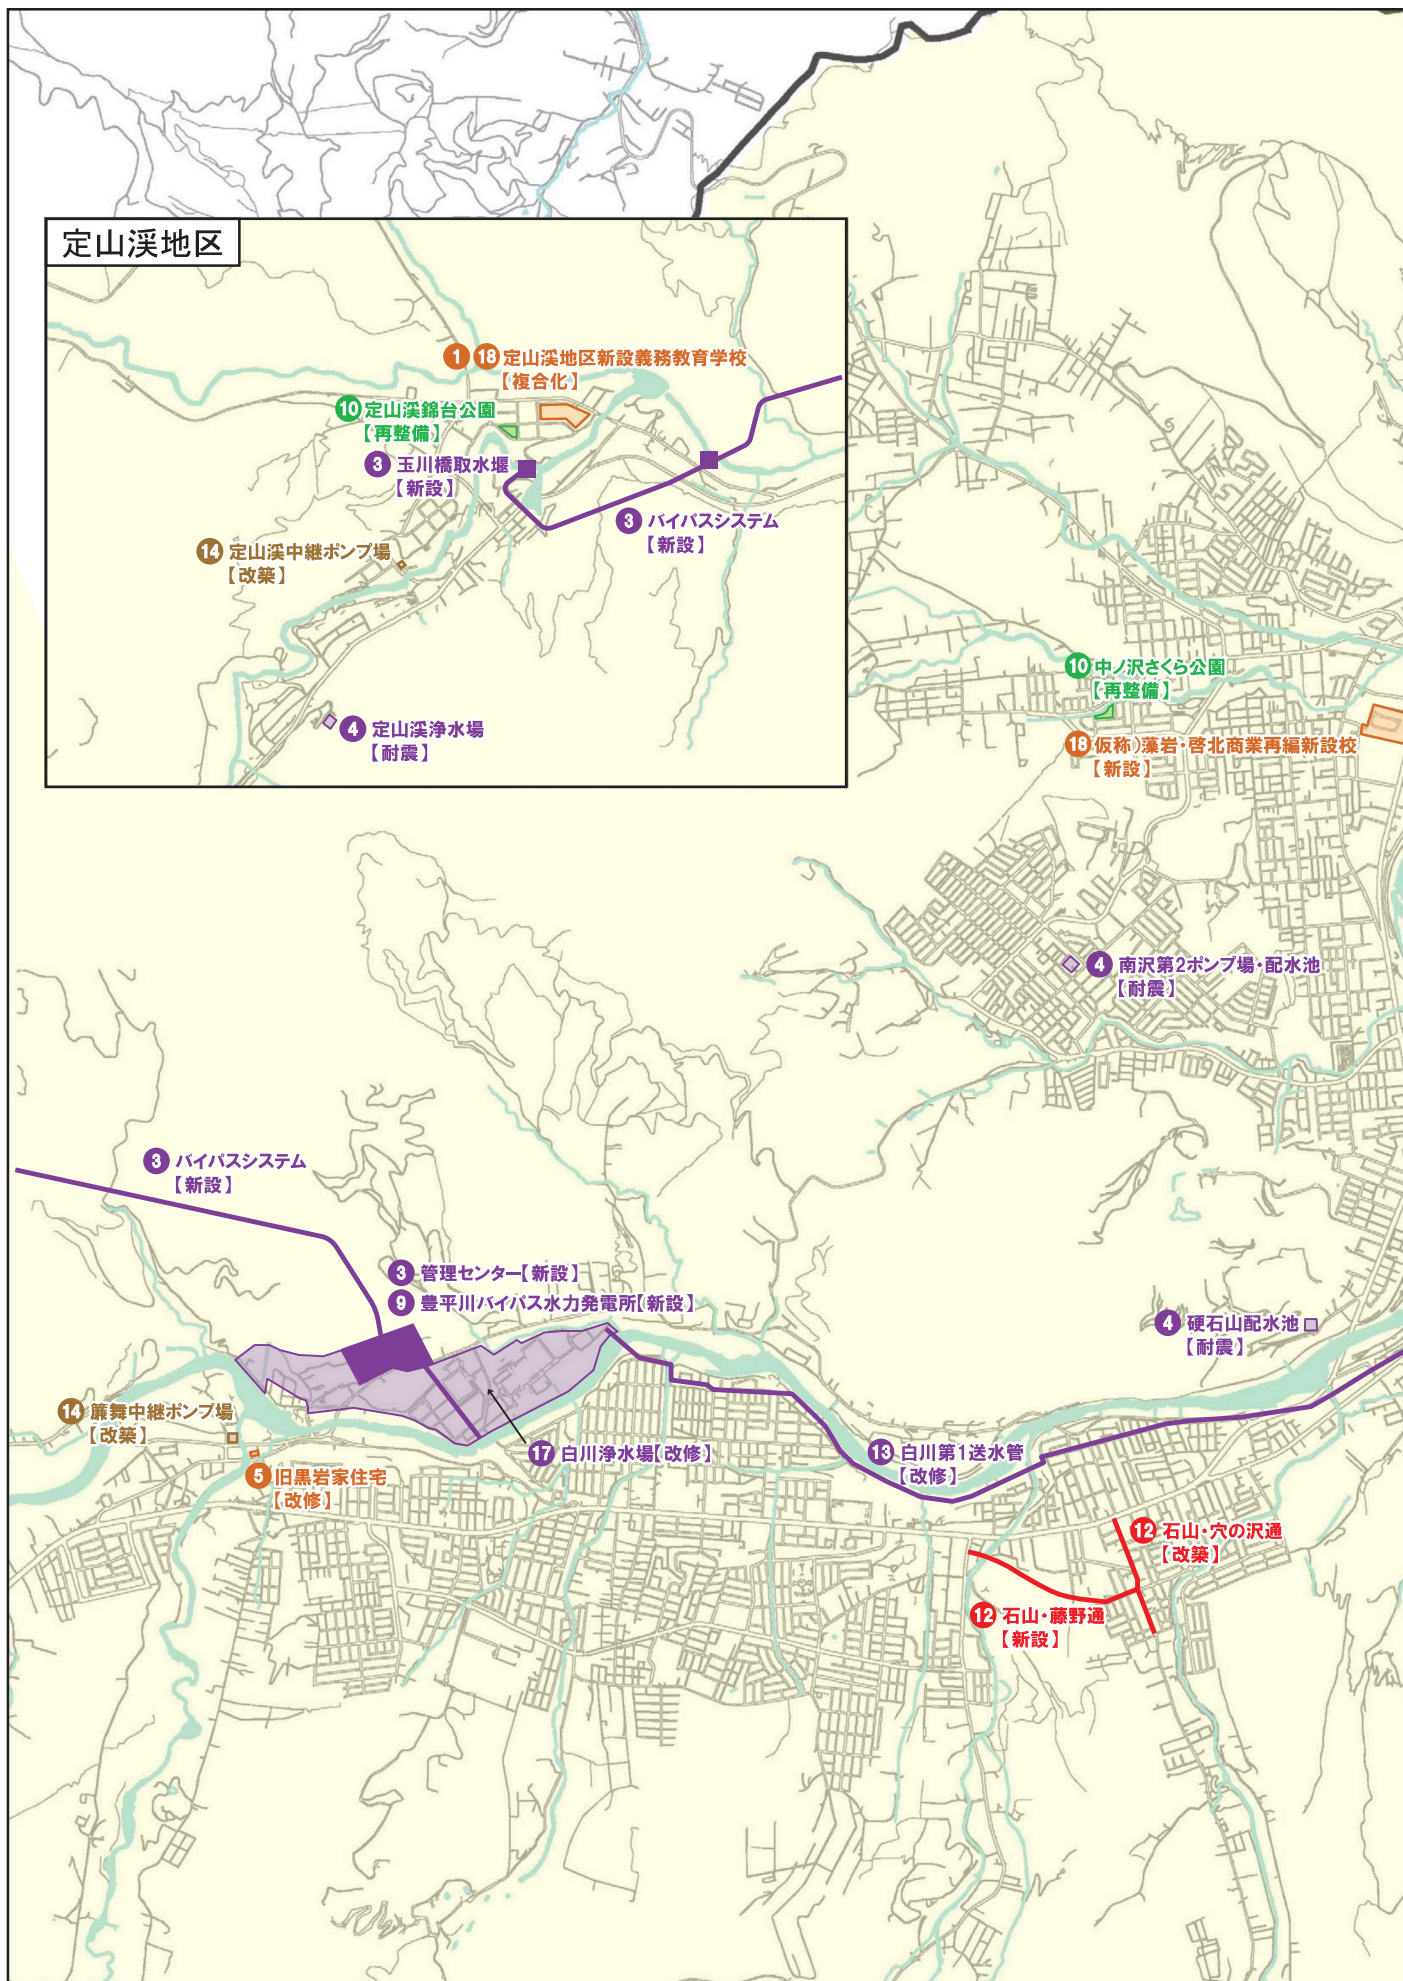 定山渓地区
1 18 定山渓地区新設義務教育学校
【複合化】
10 定山渓錦台公園
【再整備】
3 玉川橋取水堰
【新設】
3 バイパスシステム
【新設】
14 定山渓中継ポンプ場
【改築】
4 定山渓浄水場
【耐震】
10 中ノ沢さくら公園
【再整備】
18 仮称）藻岩・啓北商業再編新設校
【新設】
4 南沢第2ポンプ場・配水池
【耐震】
3 バイパスシステム
【新設】
3 管理センター【新設】
9 豊平川バイパス水力発電所【新設】
4 硬石山配水池
【耐震】
14 簾舞中継ポンプ場
【改築】
17 白川浄水場【改修】
13 白川第1送水管
【改修】
5 旧黒岩家住宅
【改修】
12 石山・穴の沢通
【改築】
12 石山・藤野通
【新設】